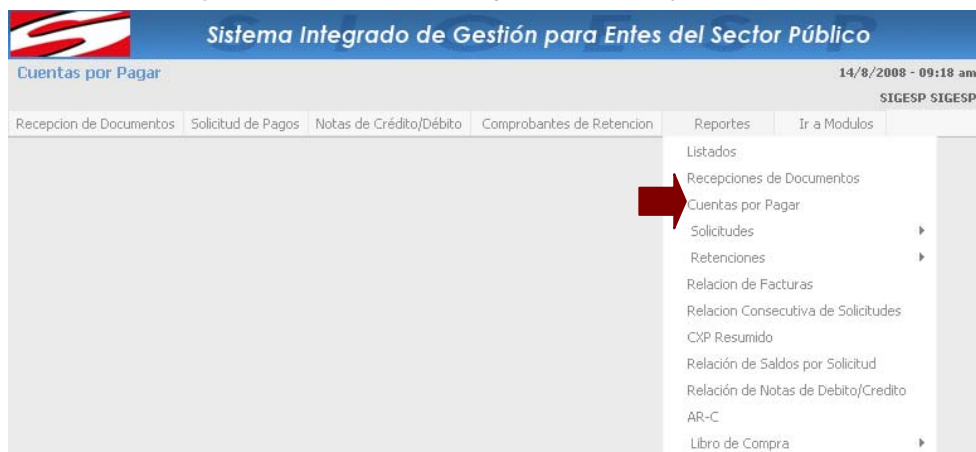 Sistema Integrado de Gestión para Entes del Sector Público
Cuentas por Pagar
14/8/2008 - 09:18 am
SIGESP SIGESP
Recepcion de Documentos Solicitud de Pagos Notas de Crédito/Débito Comprobantes de Retencion Reportes Ir a Modulos
Listados
Recepciones de Documentos
Cuentas por Pagar
Solicitudes
Retenciones
Relacion de Facturas
Relacion Consecutiva de Solicitudes
CXP Resumido
Relación de Saldos por Solicitud
Relación de Notas de Debito/Credito
AR-C
Libro de Compra